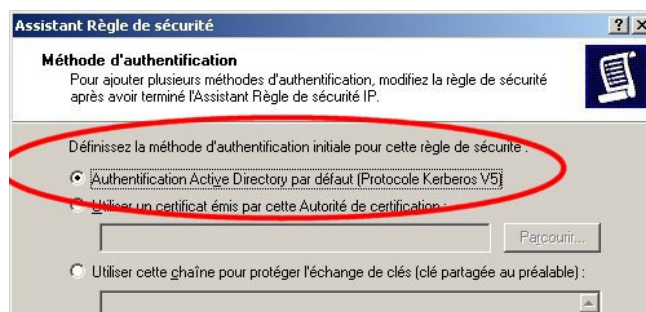 Assistant Règle de sécurité
Méthode d'authentification
Pour ajouter plusieurs méthodes d'authentification, modifiez la règle de sécurité
après avoir terminé l'Assistant Règle de sécurité IP.
Définissez la méthode d'authentification initiale pour cette règle de sécurité :
Authentification Active Directory par défaut (Protocole Kerberos V5)
Utiliser un certificat émis par cette Autorité de certification :
Parcourir...
Utiliser cette chaîne pour protéger l'échange de clés (clé partagée au préalable) :